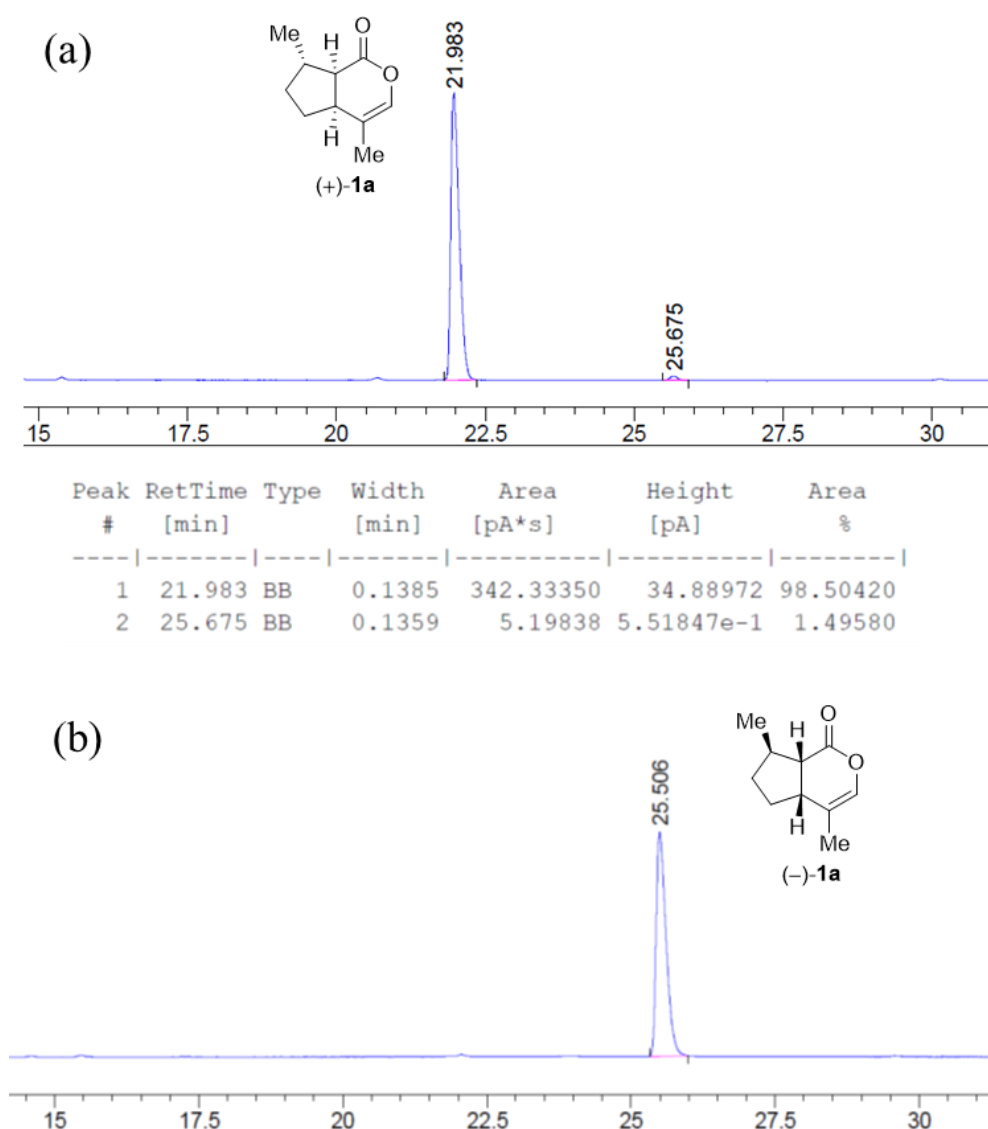 (a)
Me
H
O
O
H
Me
(+)-1a
21.983
25.675
15 17.5 20 22.5 25 27.5 30
Peak RetTime Type Width Area Height Area
# [min] [min] [pA*s] [pA] %
----|-------|----|-------|----------|----------|--------|
1 21.983 BB 0.1385 342.33350 34.88972 98.50420
2 25.675 BB 0.1359 5.19838 5.51847e-1 1.49580
(b)
Me
H
O
O
H
Me
(–)-1a
25.506
15 17.5 20 22.5 25 27.5 30